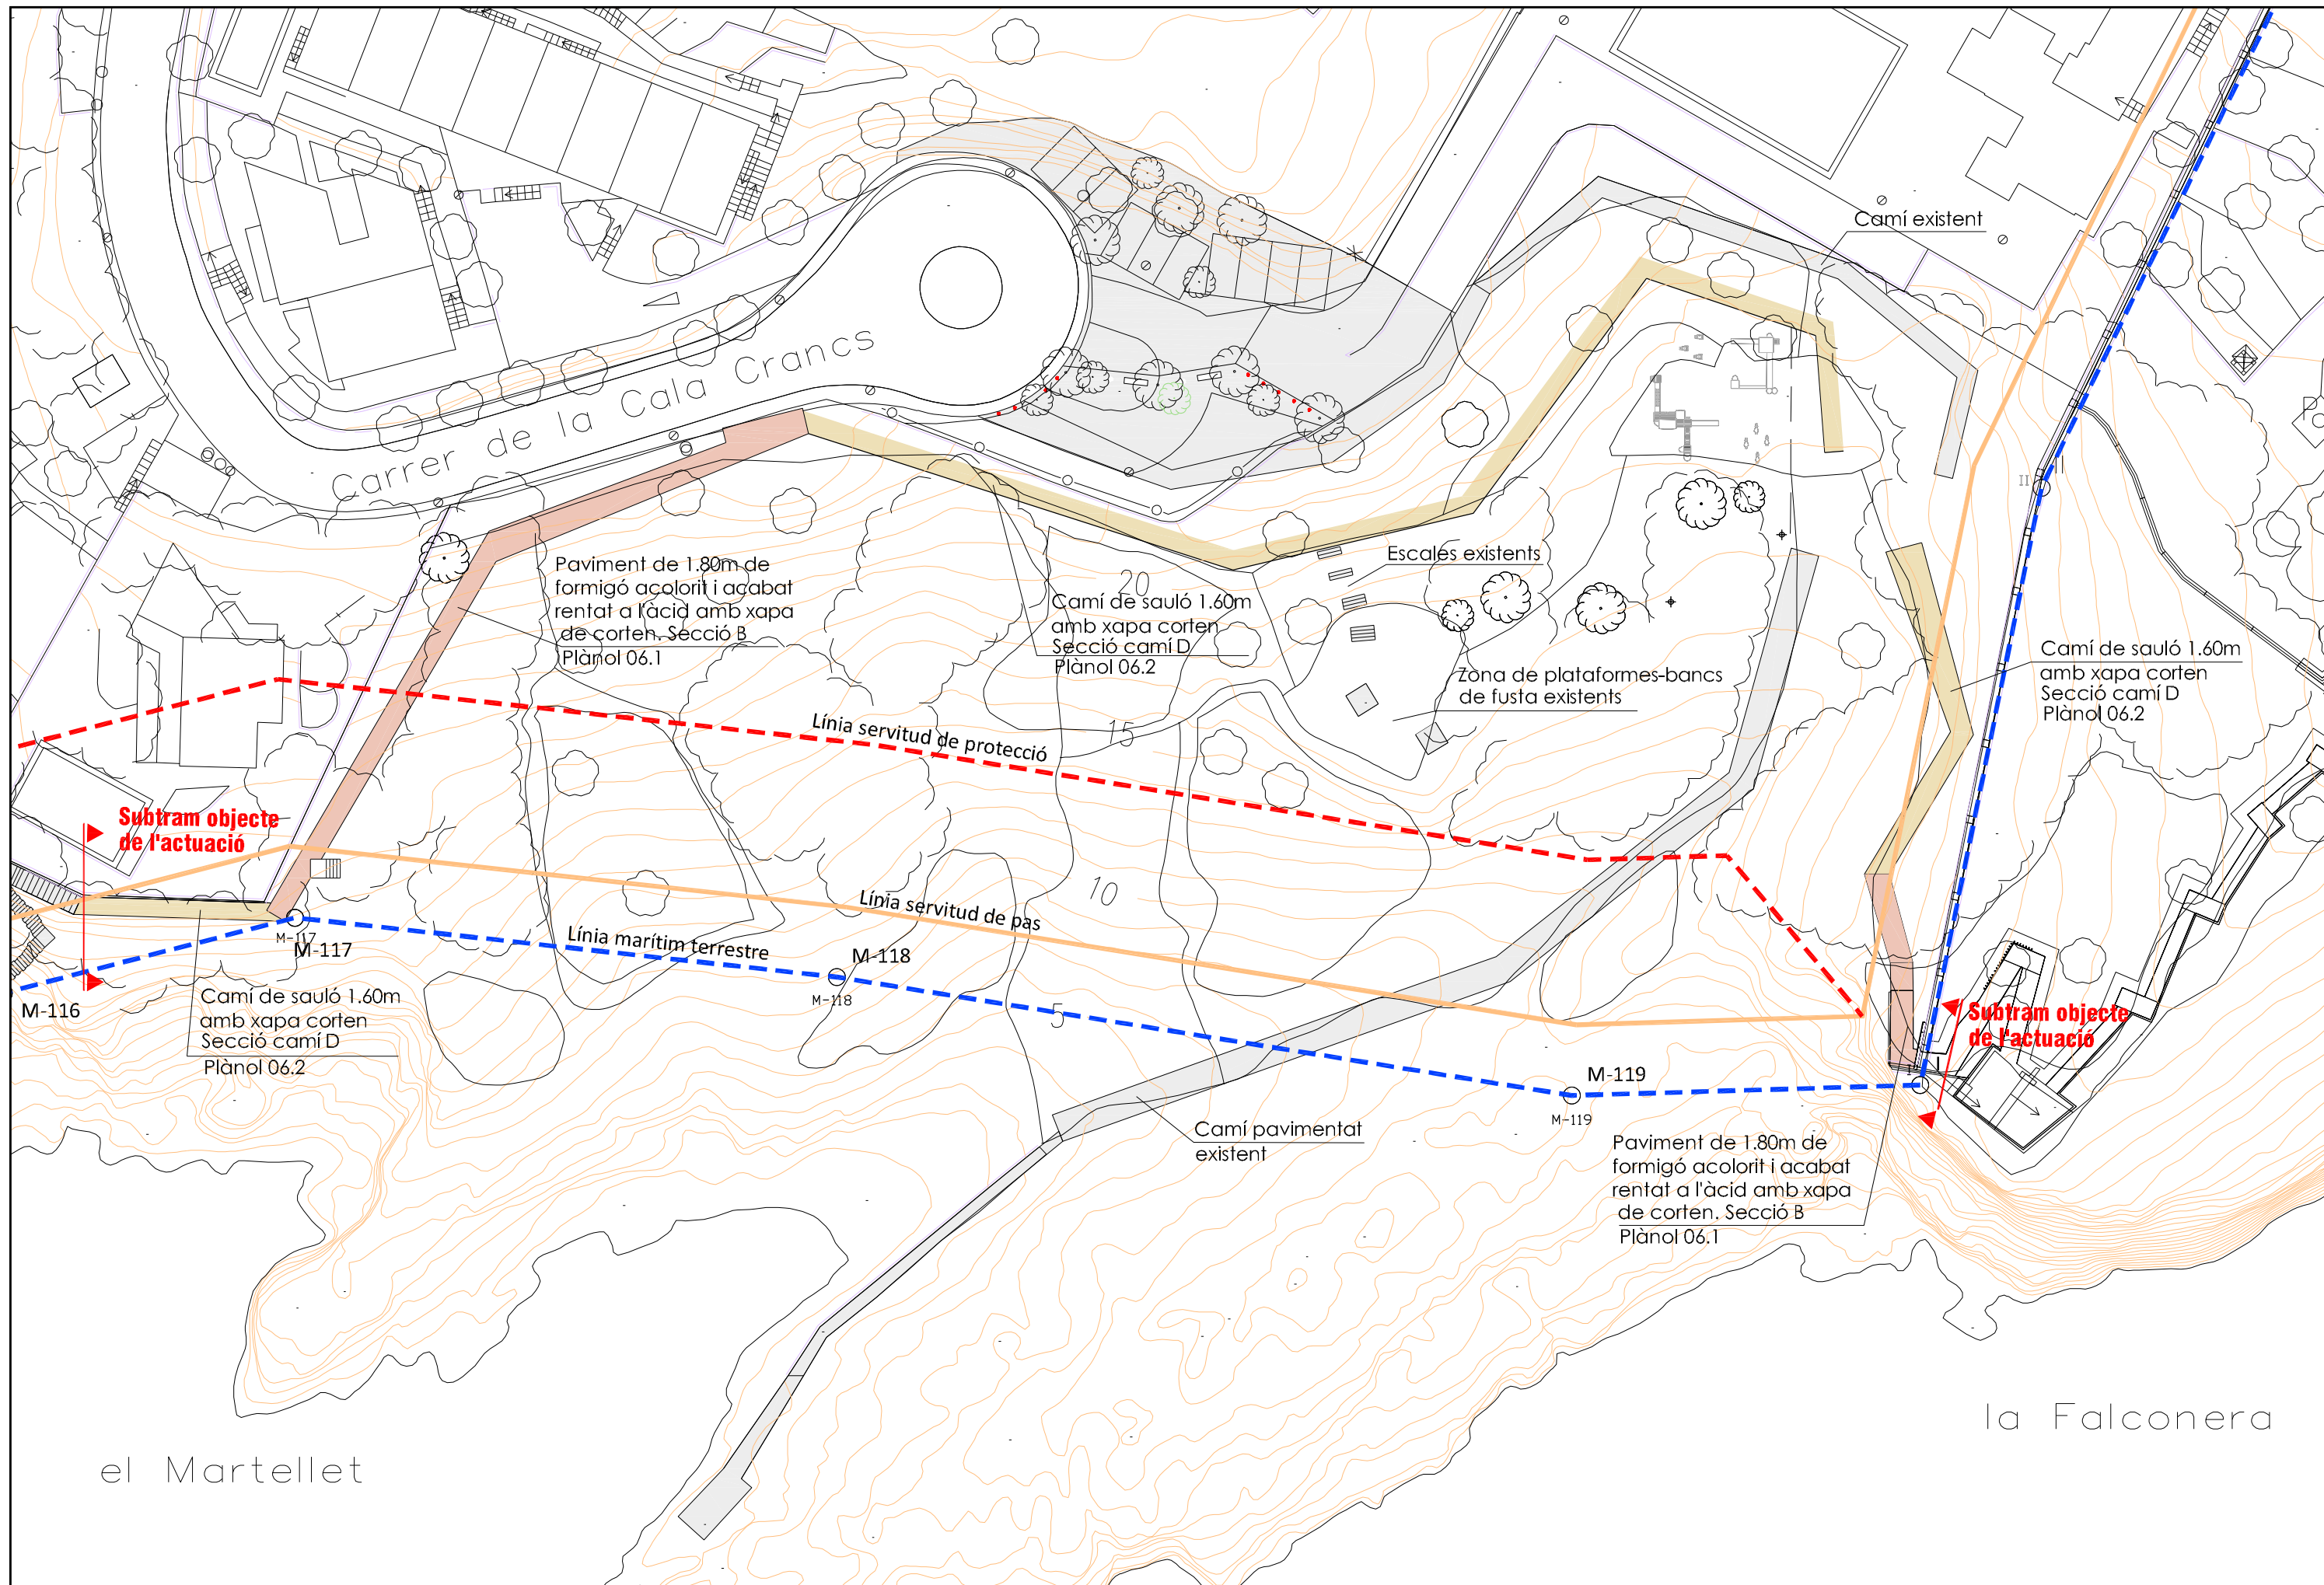 Camí existent
Carrer de la Cala Crancs
II
II
Paviment de 1.80m de
formigó acolorit i acabat
rentat a l'àcid amb xapa
de corten. Secció B
Plànol 06.1
20
Camí de sauló 1.60m
amb xapa corten
Secció camí D
Plànol 06.2
Escales existents
Zona de plataformes-bancs
de fusta existents
Camí de sauló 1.60m
amb xapa corten
Secció camí D
Plànol 06.2
15
Línia servitud de protecció
Subtram objecte
de l'actuació
10
Línia servitud de pas
Línia marítim terrestre
M-117
M-117
M-118
M-118
M-116
Camí de sauló 1.60m
amb xapa corten
Secció camí D
Plànol 06.2
5
Subtram objecte
de l'actuació
I
I
M-119
M-119
Camí pavimentat
existent
Paviment de 1.80m de
formigó acolorit i acabat
rentat a l'àcid amb xapa
de corten. Secció B
Plànol 06.1
la Falconera
el Martellet